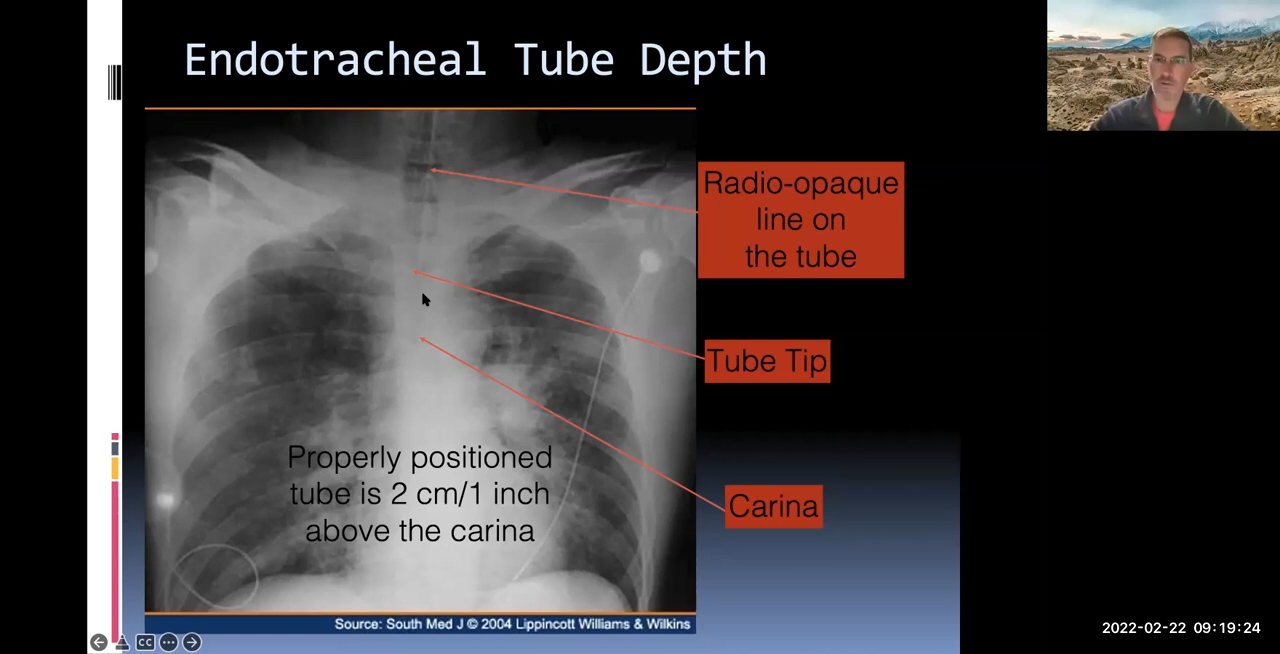 Endotracheal Tube Depth
Radio-opaque
line on
the tube
Tube Tip
Carina
Properly positioned
tube is 2 cm/1 inch
above the carina
Source: South Med J © 2004 Lippincott Williams & Wilkins
CC
2022-02-22 09:19:24